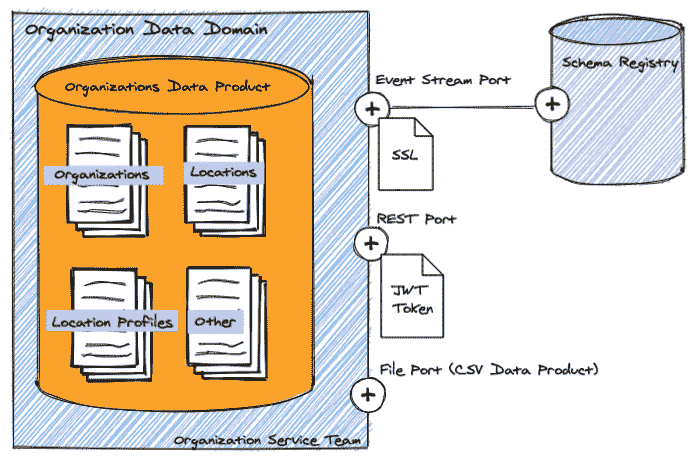 Organization Data Domain
Organizations Data Product
Organizations
Locations
Location Profiles
Other
Organization Service Team
Event Stream Port
SSL
REST Port
JWT
Token
File Port (CSV Data Product)
Schema Registry